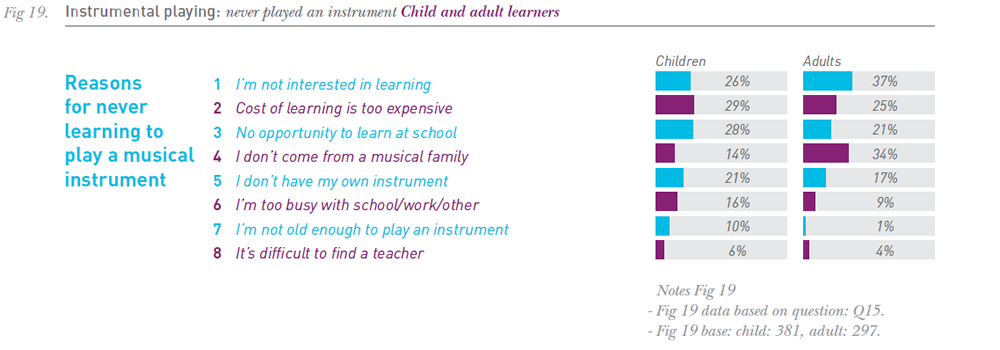 Fig 19. Instrumental playing: never played an instrument Child and adult learners
Children Adults
Reasons
for never
learning to
play a musical
instrument
1 I'm not interested in learning 26% 37%
2 Cost of learning is too expensive 29% 25%
3 No opportunity to learn at school 28% 21%
4 I don't come from a musical family 14% 34%
5 I don't have my own instrument 21% 17%
6 I'm too busy with school/work/other 16% 9%
7 I'm not old enough to play an instrument 10% 1%
8 It's difficult to find a teacher 6% 4%
Notes Fig 19
- Fig 19 data based on question: Q15.
- Fig 19 base: child: 381, adult: 297.